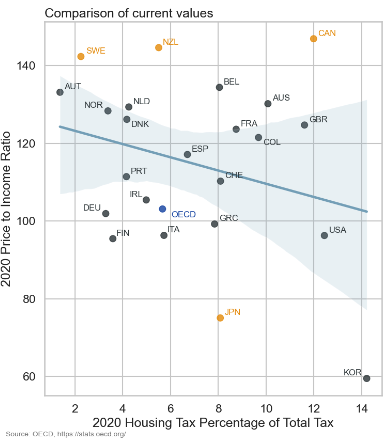 Comparison of current values
CAN
NZL
SWE
140
BEL
AUT
NLD
AUS
NOR
DNK
FRA
GBR
120
COL
ESP
PRT
CHE
IRL
DEU
OECD
GRC
100
FIN
ITA
USA
80
JPN
KOR
60
2020 Price to Income Ratio
2 4 6 8 10 12 14
2020 Housing Tax Percentage of Total Tax
Source: OECD, https://stats.oecd.org/